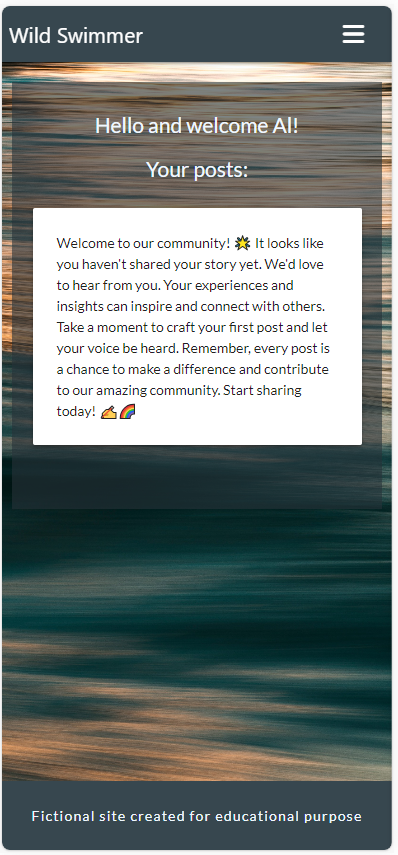 Wild Swimmer
Hello and welcome Al!
Your posts:
Welcome to our community! 🌟 It looks like
you haven't shared your story yet. We'd love
to hear from you. Your experiences and
insights can inspire and connect with others.
Take a moment to craft your first post and let
your voice be heard. Remember, every post is
a chance to make a difference and contribute
to our amazing community. Start sharing
today! ✍️🌈
Fictional site created for educational purpose